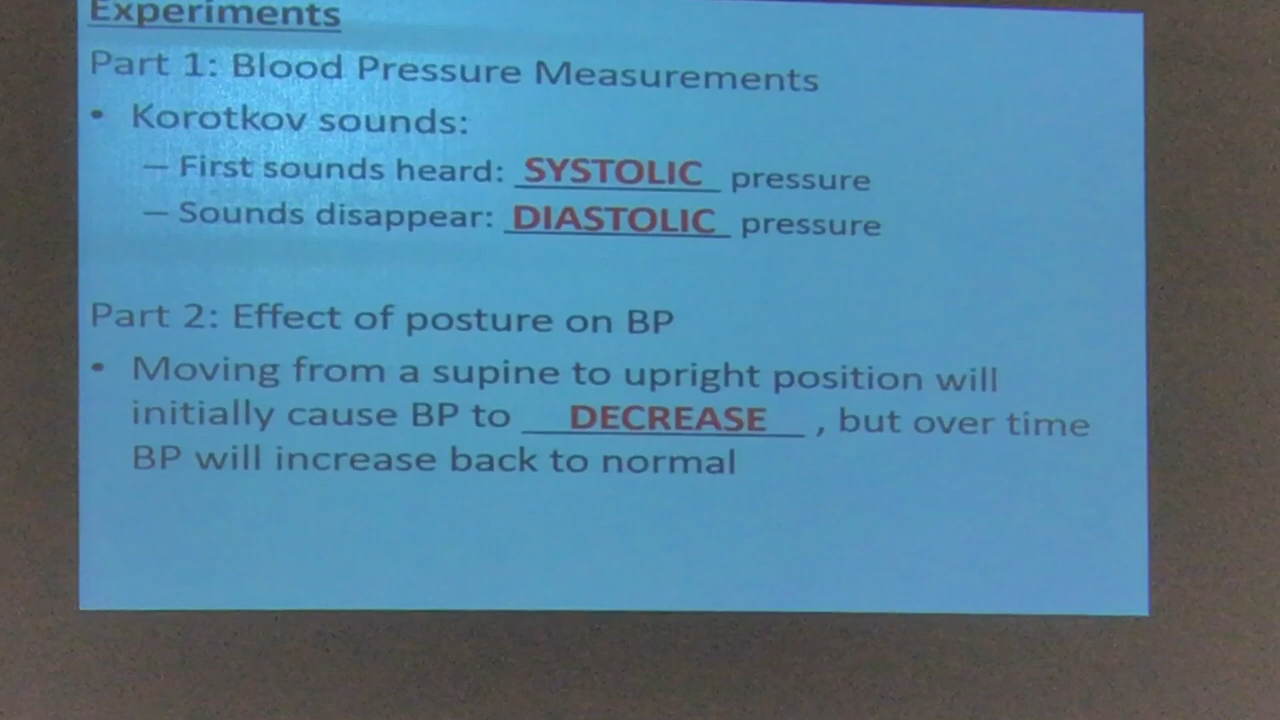 Experiments
Part 1: Blood Pressure Measurements
• Korotkov sounds:
– First sounds heard: SYSTOLIC pressure
– Sounds disappear: DIASTOLIC pressure
Part 2: Effect of posture on BP
• Moving from a supine to upright position will
initially cause BP to DECREASE , but over time
BP will increase back to normal